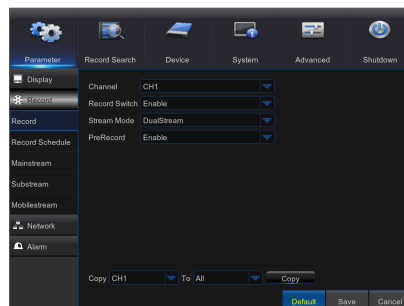 Parameter Record Search Device System Advanced Shutdown
Display
Record
Record
Record Schedule
Mainstream
Substream
Mobilestream
Network
Alarm
Channel CH1
Record Switch Enable
Stream Mode DualStream
PreRecord Enable
Copy CH1 To All Copy
Default Save Cancel